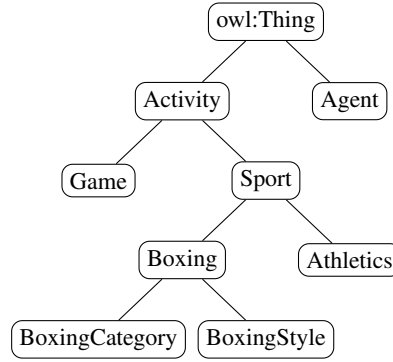 owl:Thing
Activity
Agent
Game
Sport
Boxing
Athletics
BoxingCategory
BoxingStyle